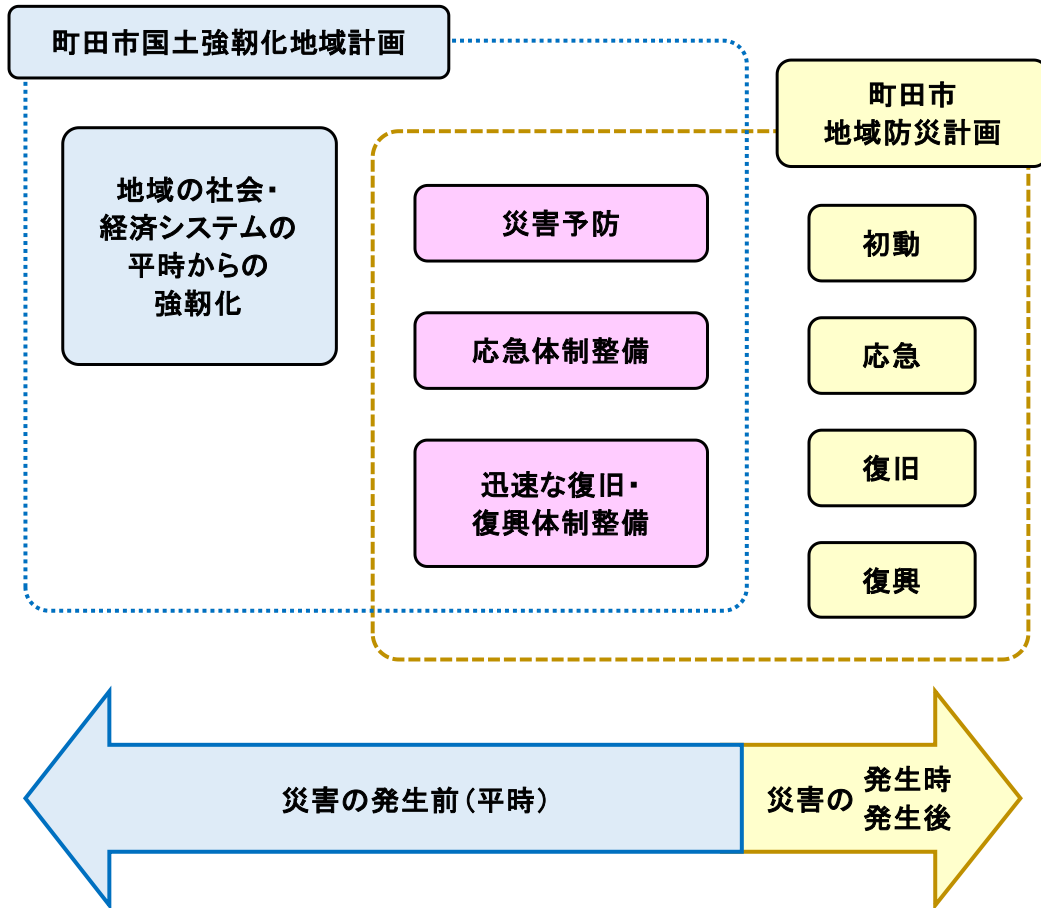 町田市国土強靭化地域計画
町田市
地域防災計画
地域の社会・
経済システムの
平時からの
強靭化
災害予防
応急体制整備
迅速な復旧・
復興体制整備
初動
応急
復旧
復興
災害の発生前（平時）
災害の
発生時
発生後